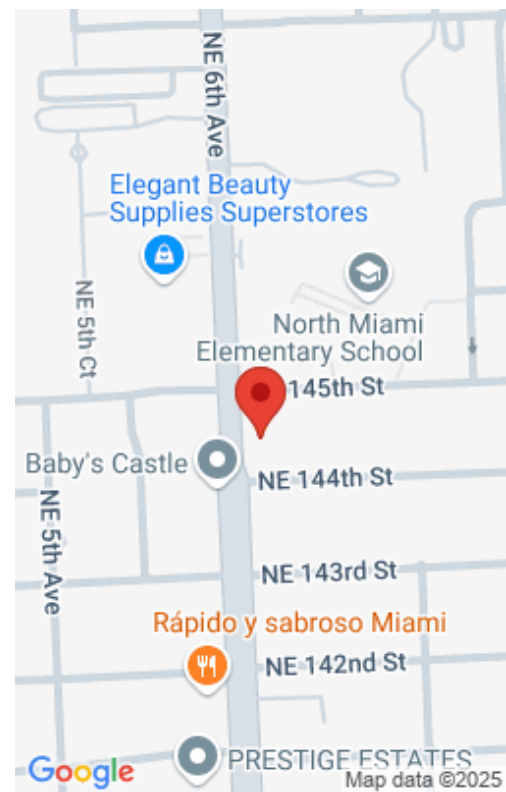 NE 6th Ave
Elegant Beauty
Supplies Superstores
NE 5th Ct
North Miami
Elementary School
145th St
Baby's Castle
NE 144th St
NE 5th Ave
NE 143rd St
Rápido y sabroso Miami
NE 142nd St
PRESTIGE ESTATES
Google
Map data ©2025